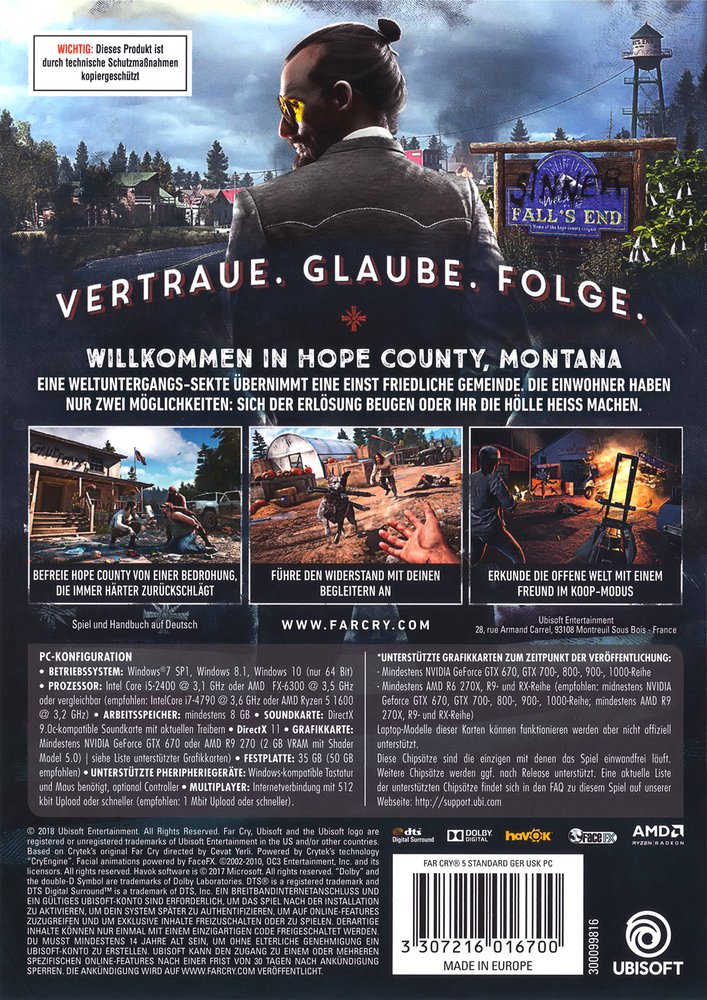 WICHTIG: Dieses Produkt ist
durch technische Schutzmaßnahmen
kopiergeschützt
SINNER
FALL'S END
VERTRAUE. GLAUBE. FOLGE.
WILLKOMMEN IN HOPE COUNTY, MONTANA
EINE WELTUNTERGANGS-SEKTE ÜBERNIMMT EINE EINST FRIEDLICHE GEMEINDE. DIE EINWOHNER HABEN
NUR ZWEI MÖGLICHKEITEN: SICH DER ERLÖSUNG BEUGEN ODER IHR DIE HÖLLE HEISS MACHEN.
BEFREIE HOPE COUNTY VON EINER BEDROHUNG,
DIE IMMER HÄRTER ZURÜCKSCHLÄGT
FÜHRE DEN WIDERSTAND MIT DEINEN
BEGLEITERN AN
ERKUNDE DIE OFFENE WELT MIT EINEM
FREUND IM KOOP-MODUS
Spiel und Handbuch auf Deutsch
WWW.FARCRY.COM
Ubisoft Entertainment
28, rue Armand Carrel, 93108 Montreuil Sous Bois - France
PC-KONFIGURATION
• BETRIEBSSYSTEM: Windows®7 SP1, Windows 8.1, Windows 10 (nur 64 Bit)
• PROZESSOR: Intel Core i5-2400 @ 3,1 GHz oder AMD FX-6300 @ 3,5 GHz
oder vergleichbar (empfohlen: IntelCore i7-4790 @ 3,6 GHz oder AMD Ryzen 5 1600
@ 3,2 GHz) • ARBEITSSPEICHER: mindestens 8 GB • SOUNDKARTE: DirectX
9.0c-kompatible Soundkarte mit aktuellen Treibern • DirectX 11 • GRAFIKKARTE:
Mindestens NVIDIA GeForce GTX 670 oder AMD R9 270 (2 GB VRAM mit Shader
Model 5.0) | siehe Liste unterstützter Grafikkarten) • FESTPLATTE: 35 GB (50 GB
empfohlen) • UNTERSTÜTZTE PHERIPHERIEGERÄTE: Windows-kompatible Tastatur
und Maus benötigt, optional Controller • MULTIPLAYER: Internetverbindung mit 512
kbit Upload oder schneller (empfohlen: 1 Mbit Upload oder schneller).
*UNTERSTÜTZTE GRAFIKKARTEN ZUM ZEITPUNKT DER VERÖFFENTLICHUNG:
- Mindestens NVIDIA GeForce GTX 670, GTX 700-, 800-, 900-, 1000-Reihe
- Mindestens AMD R6 270X, R9- und RX-Reihe (empfohlen: midnestens NVIDIA
GeForce GTX 670, GTX 700-, 800-, 900-, 1000-Reihe; mindestens AMD R9
270X, R9- und RX-Reihe)
Laptop-Modelle dieser Karten können funktionieren werden aber nicht offiziell
unterstützt.
Diese Chipsätze sind die einzigen mit denen das Spiel einwandfrei läuft.
Weitere Chipsätze werden ggf. nach Release unterstützt. Eine aktuelle Liste
der unterstützten Chipsätze findet sich in den FAQ zu diesem Spiel auf unserer
Webseite: http://support.ubi.com
© 2018 Ubisoft Entertainment. All Rights Reserved. Far Cry, Ubisoft and the Ubisoft logo are
registered or unregistered trademarks of Ubisoft Entertainment in the US and/or other countries.
Based on Crytek's original Far Cry directed by Cevat Yerli. Powered by Crytek's technology
"CryEngine". Facial animations powered by FaceFX. ©2002-2010, OC3 Entertainment, Inc. and its
licensors. All rights reserved. Havok software is © 2017 Microsoft. All rights reserved. "Dolby" and
the double-D Symbol are trademarks of Dolby Laboratories. DTS® is a registered trademark and
DTS Digital Surround™ is a trademark of DTS, Inc. EIN BREITBANDINTERNETANSCHLUSS UND
EIN GÜLTIGES UBISOFT-KONTO SIND ERFORDERLICH, UM DAS SPIEL NACH DER INSTALLATION
ZU AKTIVIEREN, UM DEIN SYSTEM SPÄTER ZU AUTHENTIFIZIEREN, UM AUF ONLINE-FEATURES
ZUZUGREIFEN UND UM EXKLUSIVE INHALTE FREIZUSCHALTEN ODER ZU SPIELEN. DERARTIGE
INHALTE KÖNNEN NUR EINMAL MIT EINEM EINZIGARTIGEN CODE FREIGESCHALTET WERDEN.
DU MUSST MINDESTENS 14 JAHRE ALT SEIN, UM OHNE ELTERLICHE GENEHMIGUNG EIN
UBISOFT-KONTO ZU ERSTELLEN. UBISOFT KANN DEN ZUGANG ZU EINEM ODER MEHREREN
SPEZIFISCHEN ONLINE-FEATURES NACH EINER FRIST VON 30 TAGEN NACH ANKÜNDIGUNG
SPERREN. DIE ANKÜNDIGUNG WIRD AUF WWW.FARCRY.COM VERÖFFENTLICHT.
dts Digital Surround
DOLBY DIGITAL
havok
FaceFX
AMD
RYZEN RADEON
FAR CRY® 5 STANDARD GER USK PC
3 307216 016700
MADE IN EUROPE
300099816
UBISOFT